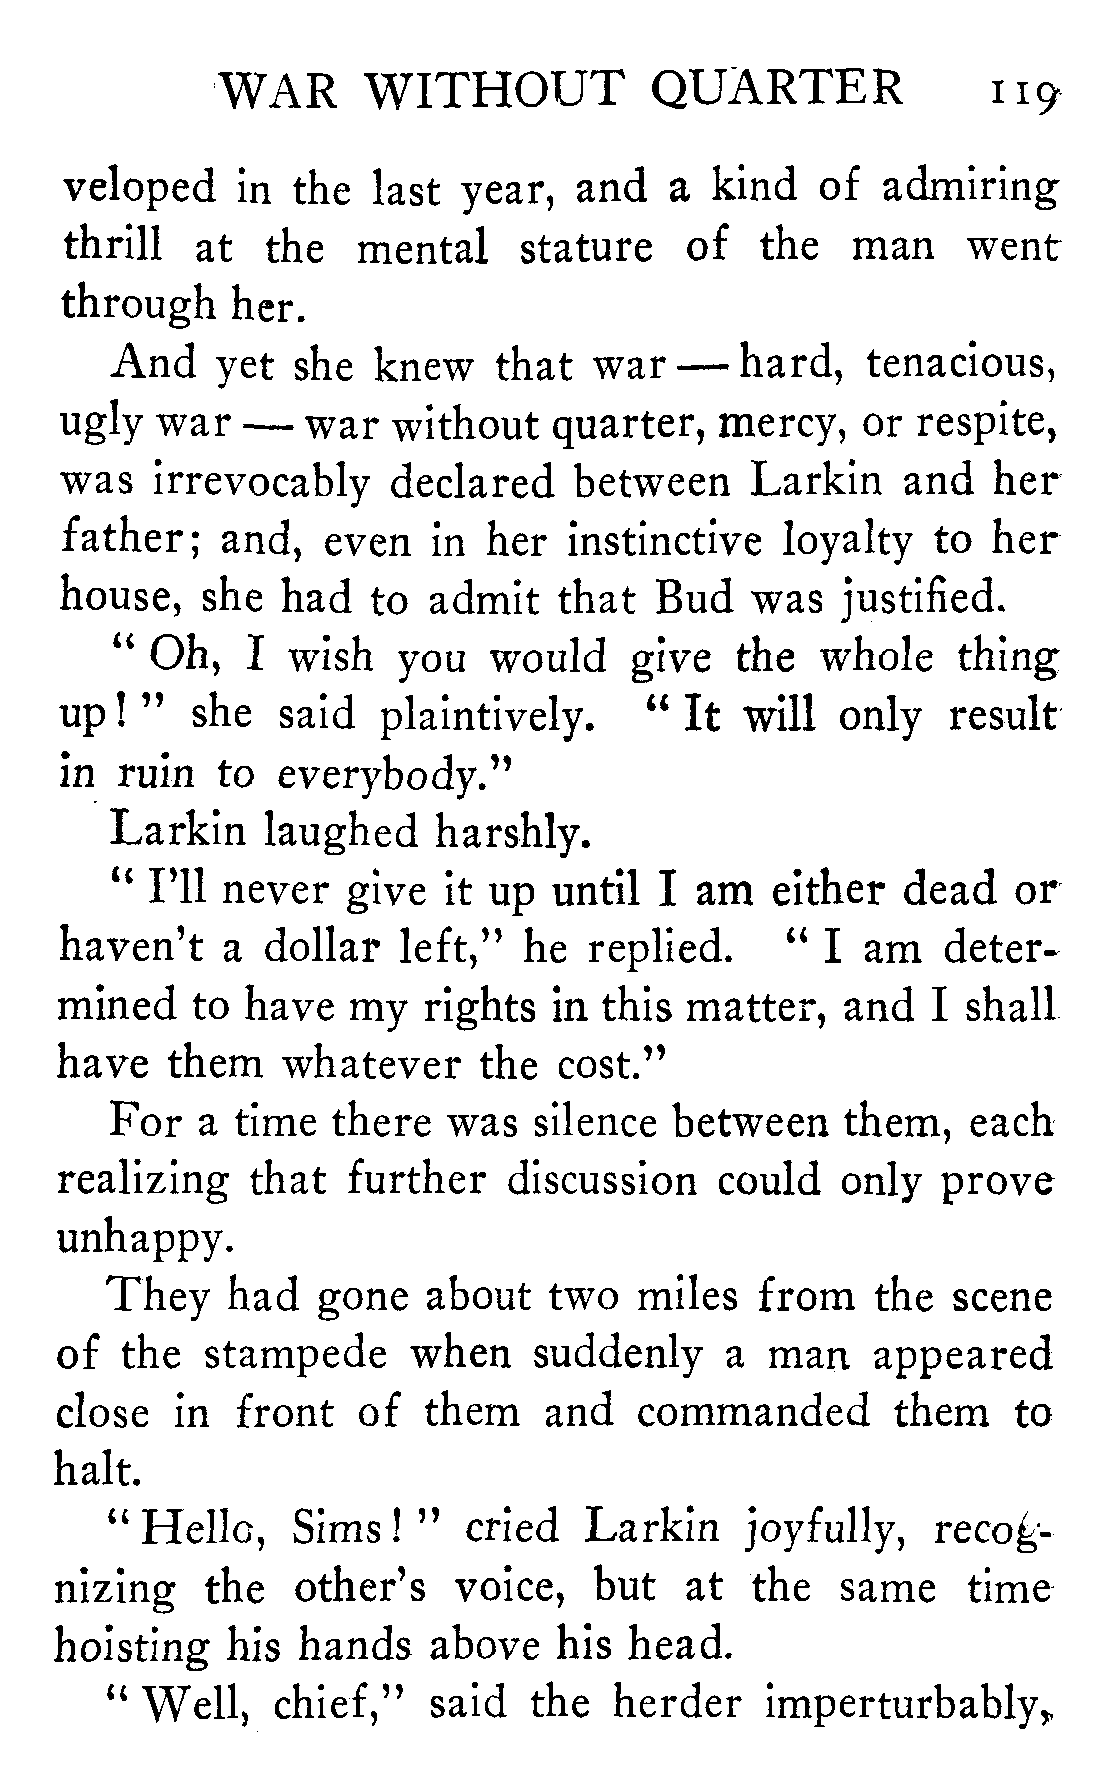 WAR WITHOUT QUARTER 119
veloped in the last year, and a kind of admiring
thrill at the mental stature of the man went
through her.
And yet she knew that war — hard, tenacious,
ugly war — war without quarter, mercy, or respite,
was irrevocably declared between Larkin and her
father; and, even in her instinctive loyalty to her
house, she had to admit that Bud was justified.
“ Oh, I wish you would give the whole thing
up! ” she said plaintively. “ It will only result
in ruin to everybody.”
Larkin laughed harshly.
“ I’ll never give it up until I am either dead or
haven’t a dollar left,” he replied. “ I am deter-
mined to have my rights in this matter, and I shall
have them whatever the cost.”
For a time there was silence between them, each
realizing that further discussion could only prove
unhappy.
They had gone about two miles from the scene
of the stampede when suddenly a man appeared
close in front of them and commanded them to
halt.
“ Hello, Sims! ” cried Larkin joyfully, recog-
nizing the other’s voice, but at the same time
hoisting his hands above his head.
“ Well, chief,” said the herder imperturbably,